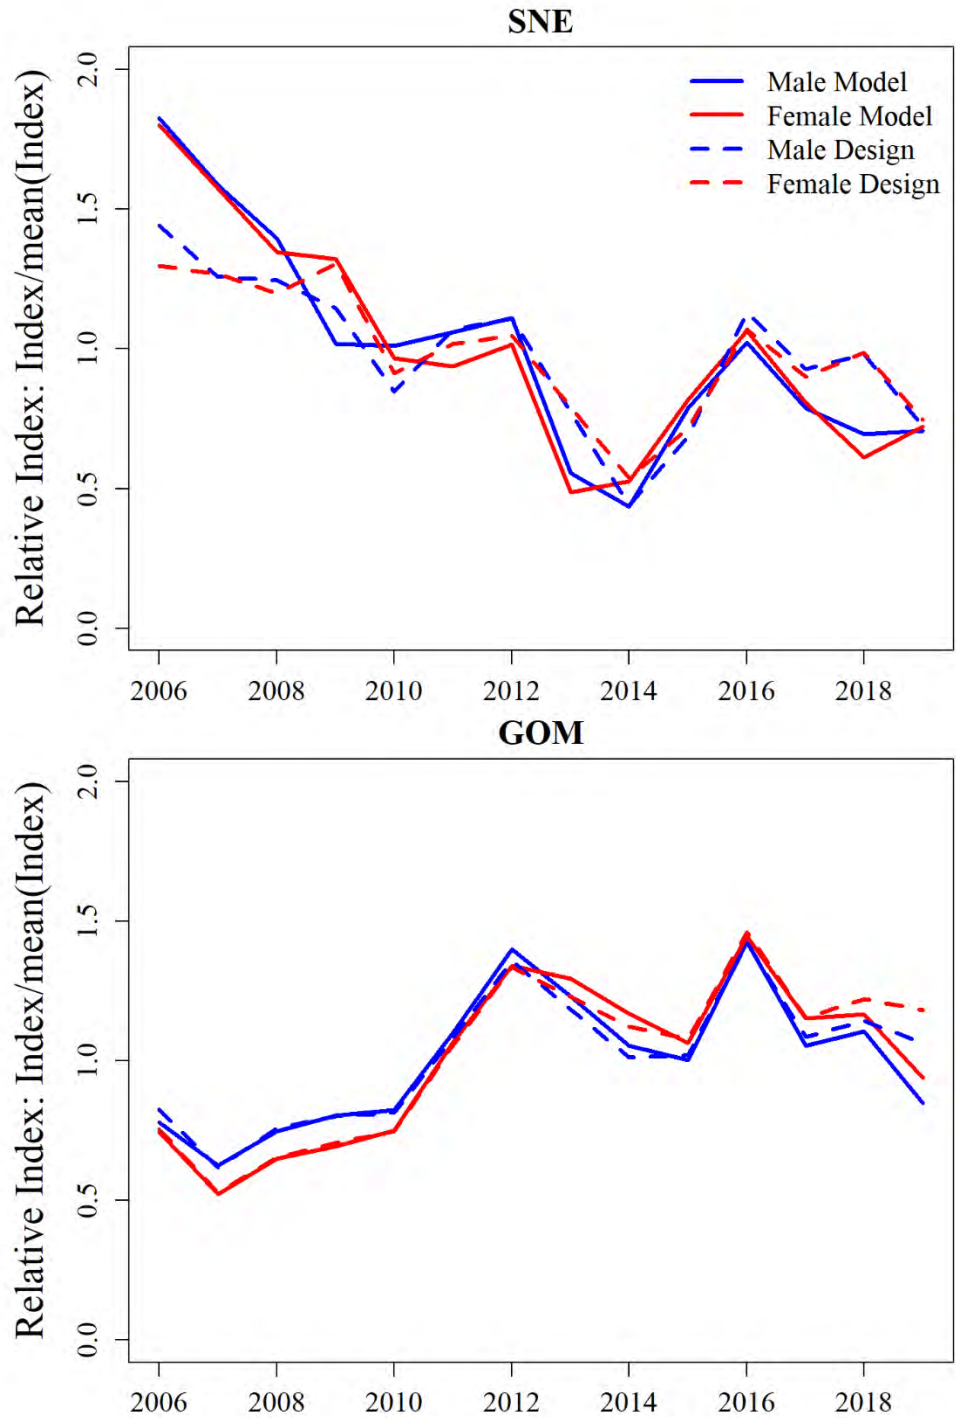 SNE
Relative Index: Index/mean(Index)
2.0
1.5
1.0
0.5
0.0
Male Model
Female Model
Male Design
Female Design
2006 2008 2010 2012 2014 2016 2018
GOM
Relative Index: Index/mean(Index)
2.0
1.5
1.0
0.5
0.0
2006 2008 2010 2012 2014 2016 2018